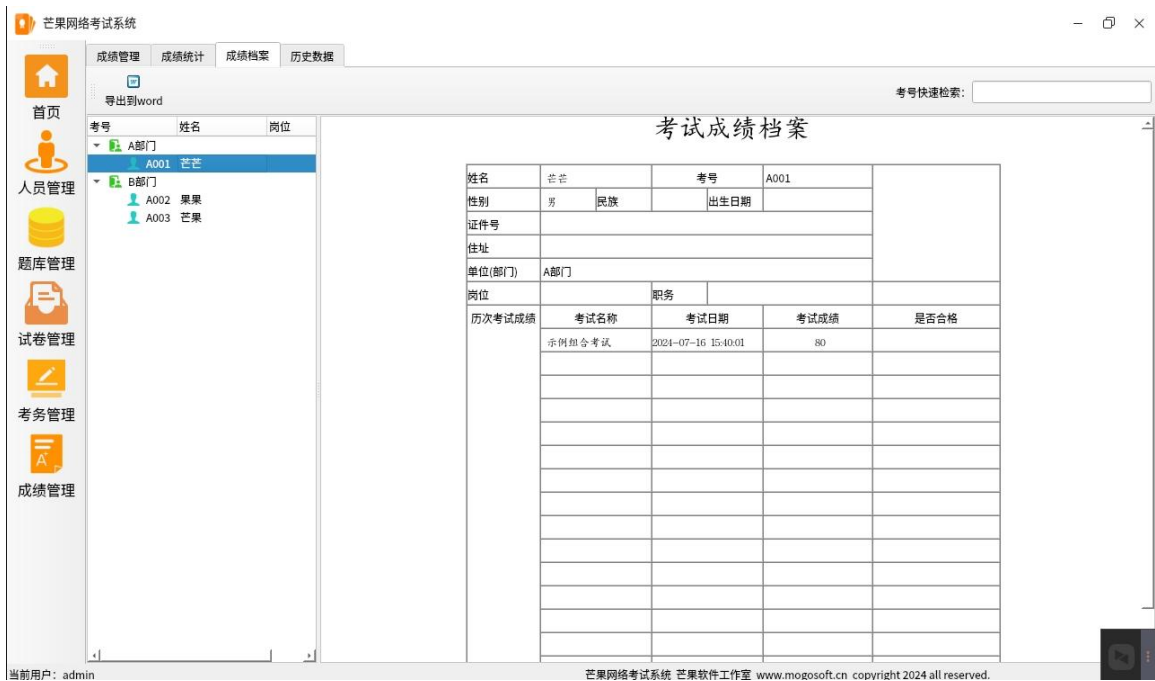 芒果网络考试系统
成绩管理 成绩统计 成绩档案 历史数据
导出到word
考号快速检索：
首页
人员管理
题库管理
试卷管理
考务管理
成绩管理
考号 姓名 岗位
A部门
A001 芒芒
B部门
A002 果果
A003 芒果
考试成绩档案
姓名 芒芒 考号 A001
性别 男 民族 出生日期
证件号
住址
单位(部门) A部门
岗位 职务
历次考试成绩 考试名称 考试日期 考试成绩 是否合格
示例组合考试 2024-07-16 15:40:01 80
当前用户：admin
芒果网络考试系统 芒果软件工作室 www.mogosoft.cn copyright 2024 all reserved.